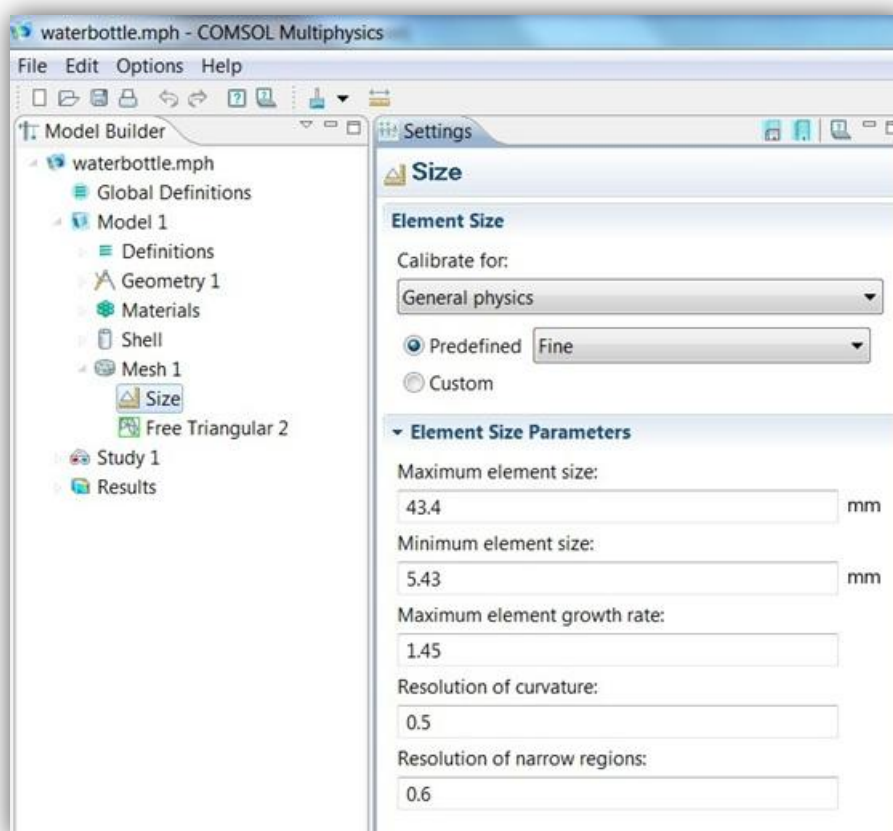 waterbottle.mph - COMSOL Multiphysics
File Edit Options Help
Model Builder
waterbottle.mph
Global Definitions
Model 1
Definitions
Geometry 1
Materials
Shell
Mesh 1
Size
Free Triangular 2
Study 1
Results
Settings
Size
Element Size
Calibrate for:
General physics
Predefined Fine
Custom
Element Size Parameters
Maximum element size:
43.4 mm
Minimum element size:
5.43 mm
Maximum element growth rate:
1.45
Resolution of curvature:
0.5
Resolution of narrow regions:
0.6